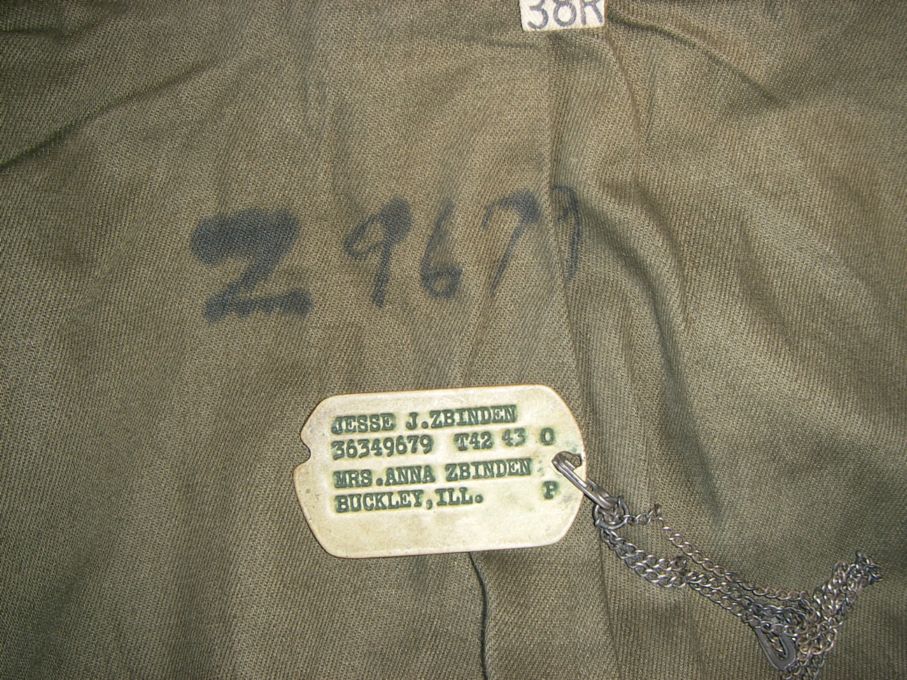 38R
Z 9679
JESSE J.ZBINDEN
36349679 T42 43 O
MRS.ANNA ZBINDEN
BUCKLEY,ILL. P